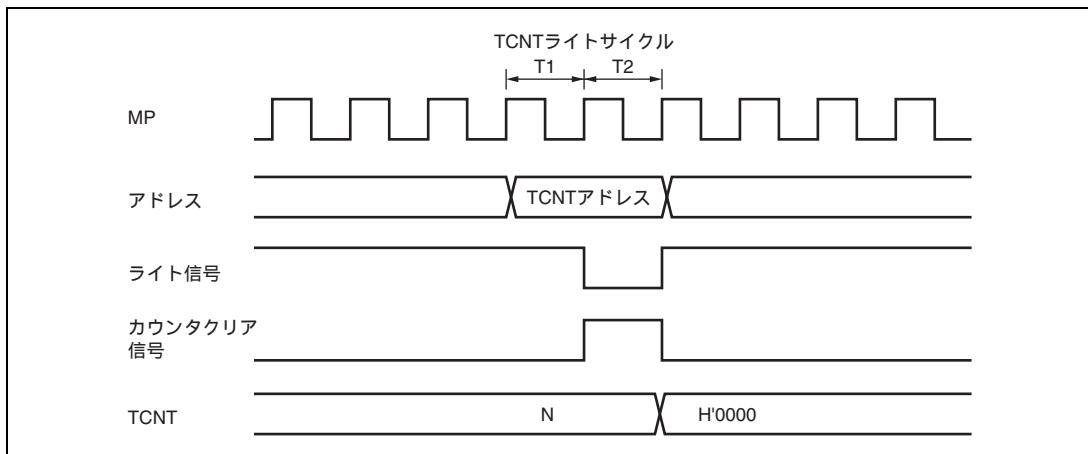 TCNTライトサイクル
T1 T2
MP
アドレス
TCNTアドレス
ライト信号
カウンタクリア
信号
TCNT
N
H'0000